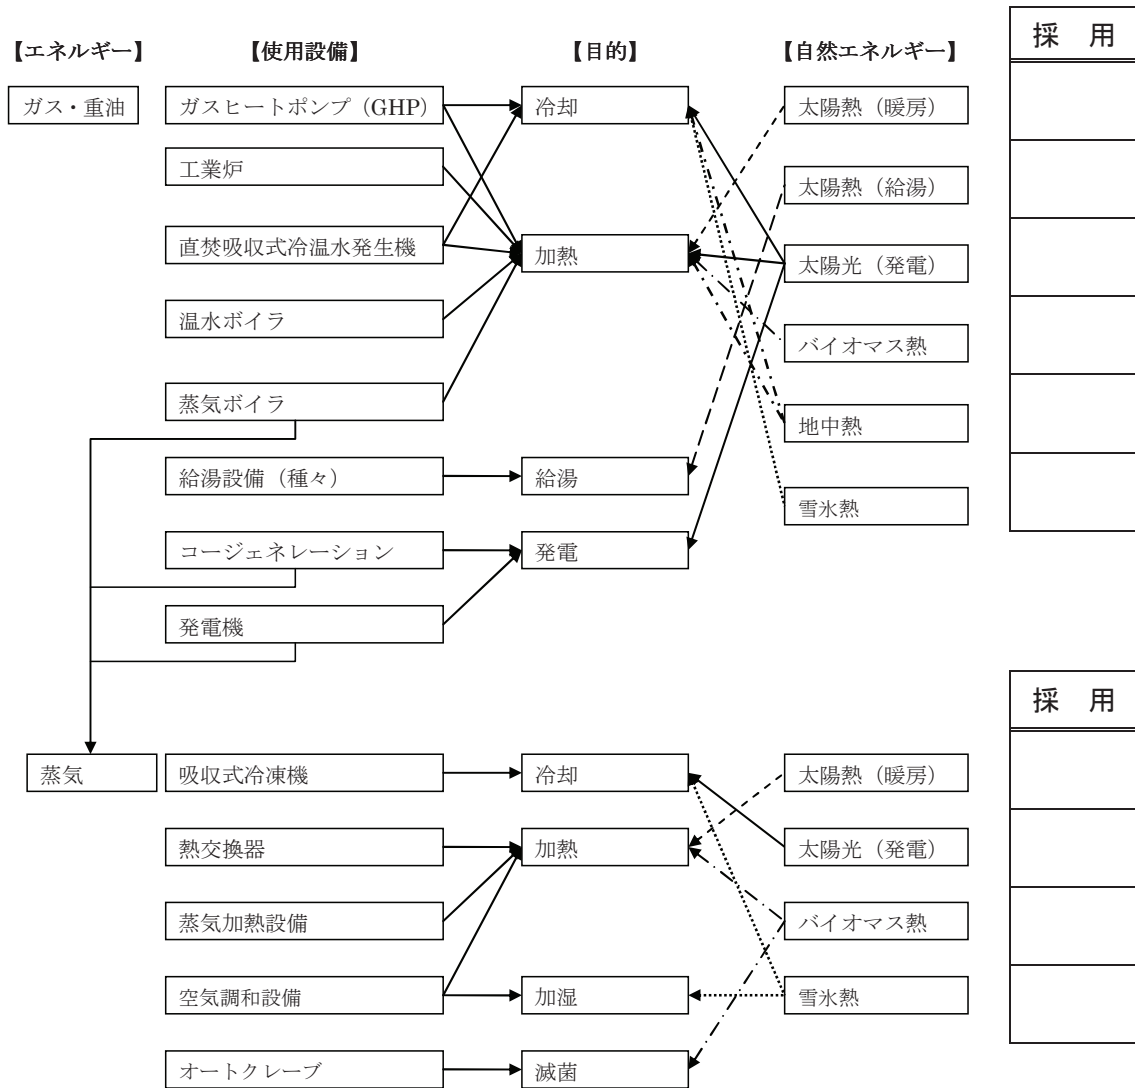 採 用
【エネルギー】 【使用設備】 【目的】 【自然エネルギー】
ガス・重油 ガスヒートポンプ（GHP） 冷却 太陽熱（暖房）
工業炉 太陽熱（給湯）
直焚吸収式冷温水発生機 加熱 太陽光（発電）
温水ボイラ バイオマス熱
蒸気ボイラ 地中熱
給湯設備（種々） 給湯 雪氷熱
コージェネレーション 発電
発電機
採 用
蒸気 吸収式冷凍機 冷却 太陽熱（暖房）
熱交換器 加熱 太陽光（発電）
蒸気加熱設備 バイオマス熱
空気調和設備 加湿 雪氷熱
オートクレーブ 滅菌